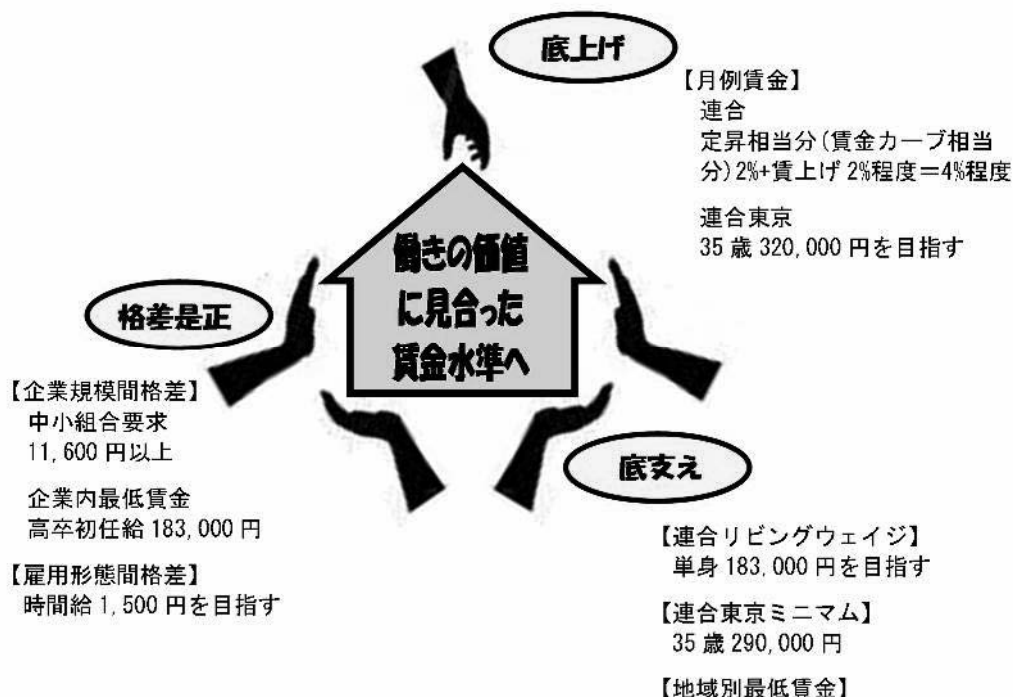 底上げ
【月例賃金】
連合
定昇相当分(賃金カーブ相当
分)2%+賃上げ 2%程度=4%程度
連合東京
35 歳 320,000 円を目指す
働きの価値
に見合った
賃金水準へ
格差是正
【企業規模間格差】
中小組合要求
11,600 円以上
企業内最低賃金
高卒初任給 183,000 円
【雇用形態間格差】
時間給 1,500 円を目指す
底支え
【連合リビングウェイジ】
単身 183,000 円を目指す
【連合東京ミニマム】
35 歳 290,000 円
【地域別最低賃金】